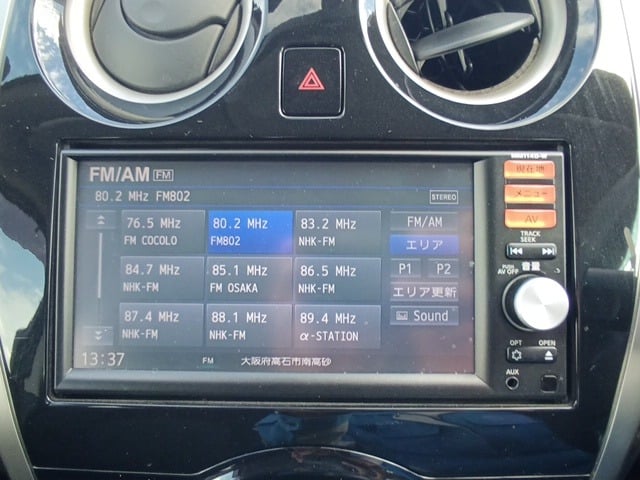 MM114D-W
FM/AM FM
現在地
80.2 MHz FM802 STEREO
メニュー
76.5 MHz 80.2 MHz 83.2 MHz FM/AM
FM COCOLO FM802 NHK-FM
AV
TRACK SEEK
エリア
84.7 MHz 85.1 MHz 86.5 MHz P1 P2
NHK-FM FM OSAKA NHK-FM
PUSH AV OFF 音量
エリア更新
87.4 MHz 88.1 MHz 89.4 MHz Sound
NHK-FM NHK-FM α-STATION
OPT OPEN
13:37 FM 大阪府高石市南高砂
AUX